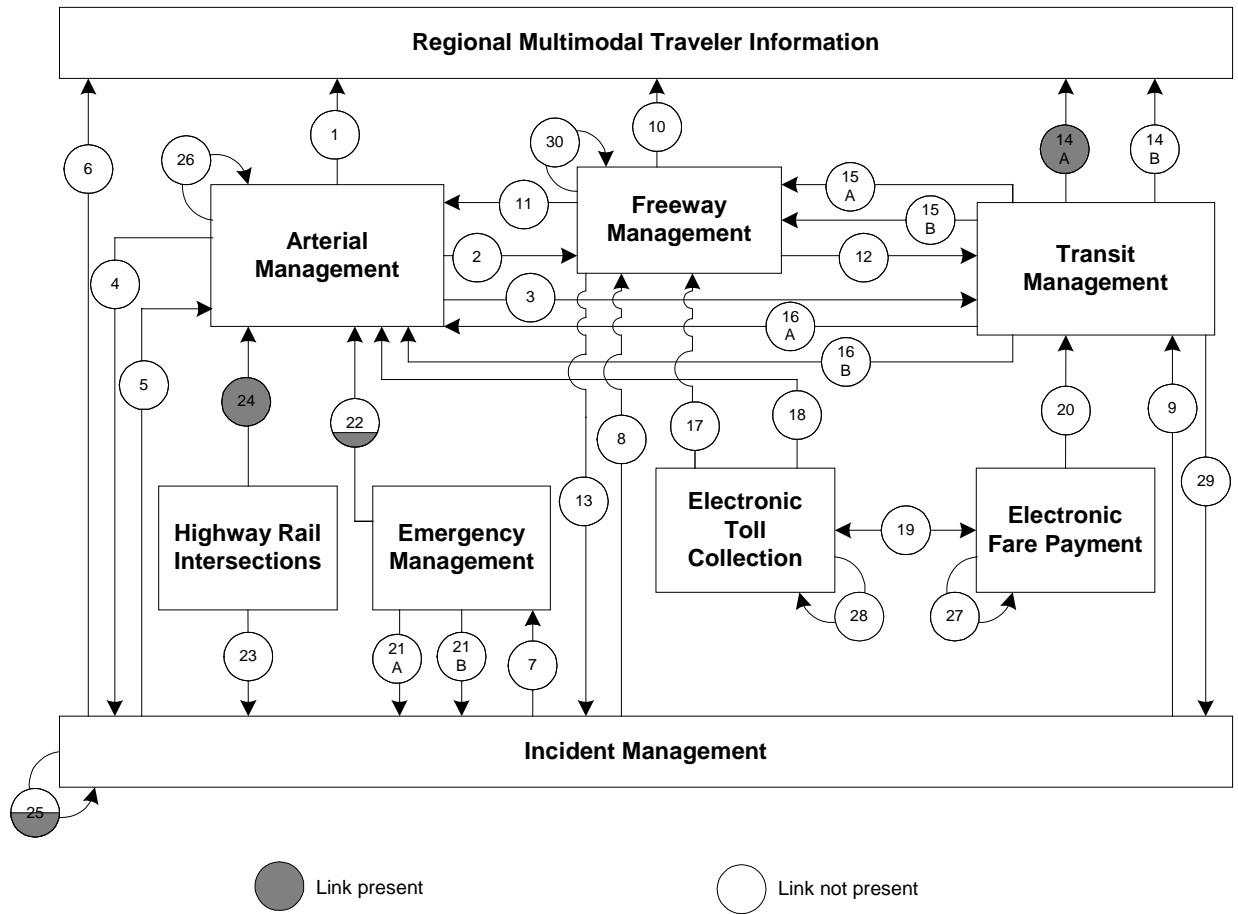 Regional Multimodal Traveler Information
1
10
14
A
14
B
6
26
30
15
A
11
Freeway
Management
15
B
Arterial
Management
2
12
Transit
Management
4
3
16
A
16
B
5
24
22
17
18
20
9
8
13
29
Highway Rail
Intersections
Emergency
Management
Electronic
Toll
Collection
19
Electronic
Fare Payment
28
27
23
21
A
21
B
7
Incident Management
25
Link present
Link not present